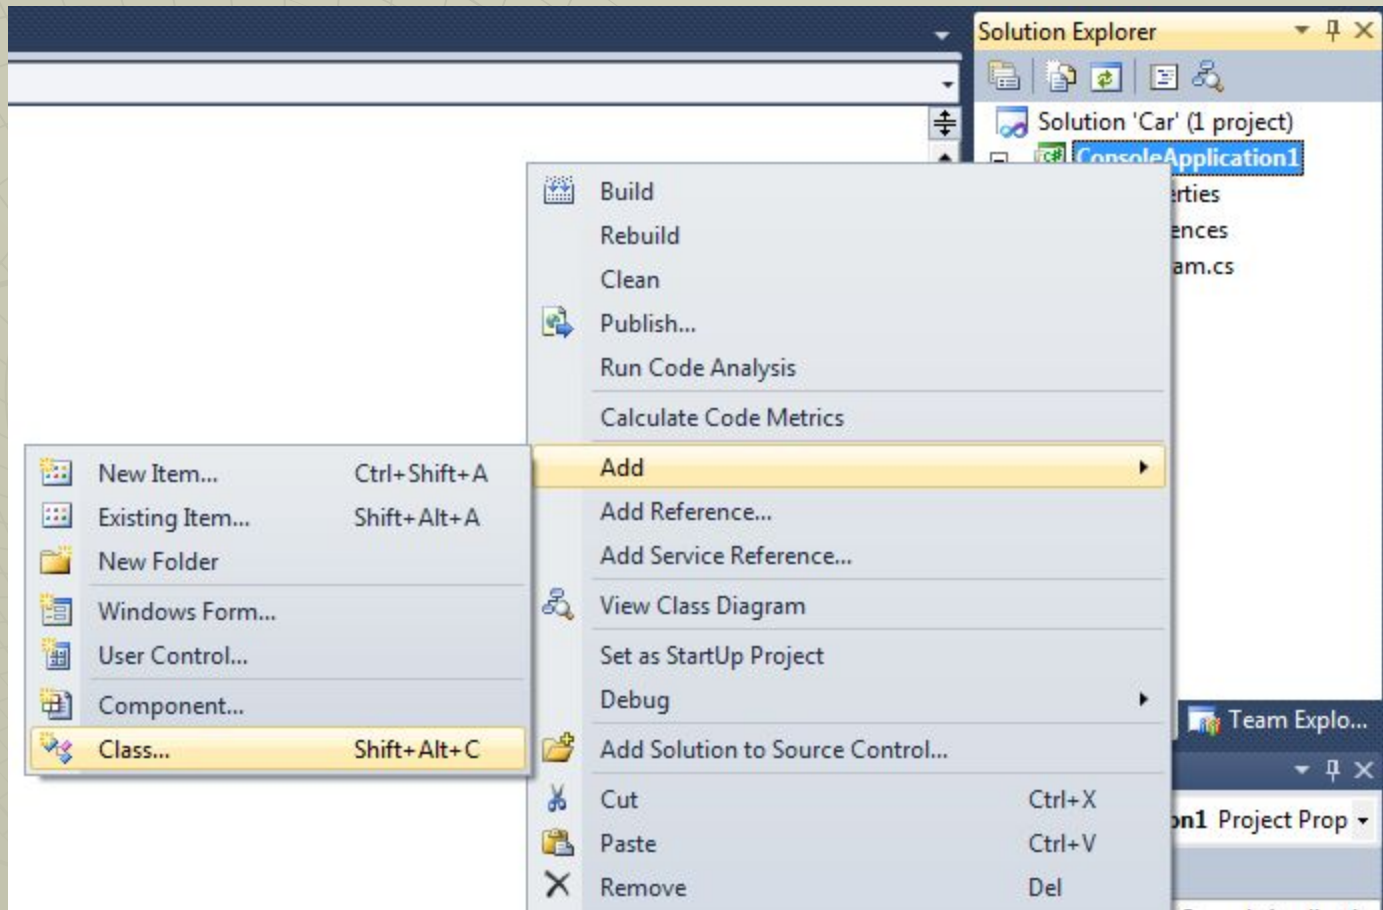 Solution Explorer
Solution 'Car' (1 project)
ConsoleApplication1
erties
ences
am.cs
Build
Rebuild
Clean
Publish...
Run Code Analysis
Calculate Code Metrics
Add
Add Reference...
Add Service Reference...
View Class Diagram
Set as StartUp Project
Debug
Add Solution to Source Control...
Cut Ctrl+X
Paste Ctrl+V
Remove Del
New Item... Ctrl+Shift+A
Existing Item... Shift+Alt+A
New Folder
Windows Form...
User Control...
Component...
Class... Shift+Alt+C
Team Explo...
on1 Project Prop